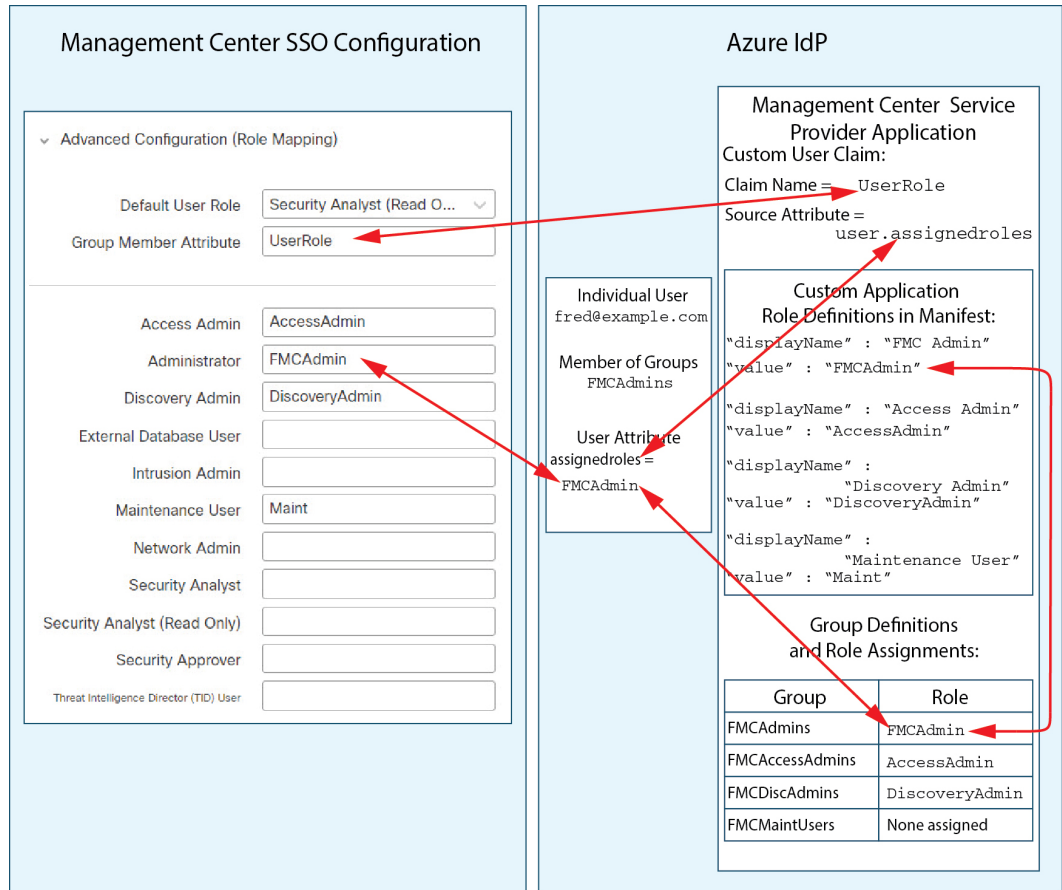 Management Center SSO Configuration
Advanced Configuration (Role Mapping)
Default User Role
Security Analyst (Read O...
Group Member Attribute
UserRole
Access Admin
AccessAdmin
Administrator
FMCAdmin
Discovery Admin
DiscoveryAdmin
External Database User
Intrusion Admin
Maintenance User
Maint
Network Admin
Security Analyst
Security Analyst (Read Only)
Security Approver
Threat Intelligence Director (TID) User
Azure IdP
Individual User
fred@example.com
Member of Groups
FMCAdmins
User Attribute
assignedroles =
FMCAdmin
Management Center Service
Provider Application
Custom User Claim:
Claim Name = UserRole
Source Attribute =
user.assignedroles
Custom Application
Role Definitions in Manifest:
“displayName” : “FMC Admin”
“value” : “FMCAdmin”
“displayName” : “Access Admin”
“value” : “AccessAdmin”
“displayName” :
“Discovery Admin”
“value” : “DiscoveryAdmin”
“displayName” :
“Maintenance User”
“value” : “Maint”
Group Definitions
and Role Assignments:
Group Role
FMCAdmins FMCAdmin
FMCAccessAdmins AccessAdmin
FMCDiscAdmins DiscoveryAdmin
FMCMaintUsers None assigned